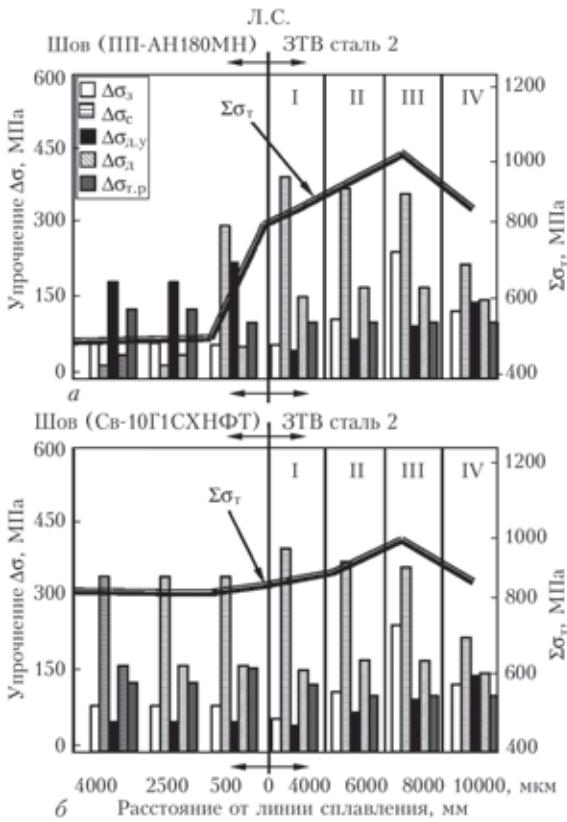 Л.С.
Шов (ПП-АН180МН) ЗТВ сталь 2
600
450
300
150
0
Упрочнение Δσ, МПа
Δσз
Δσс
Δσд.у
Δσд
Δσт.р
Σσт
I II III IV
1200
1000
800
600
400
Σσт, МПа
а
Шов (Св-10Г1СХНФТ) ЗТВ сталь 2
600
450
300
150
0
Упрочнение Δσ, МПа
Σσт
I II III IV
1200
1000
800
600
400
Σσт, МПа
4000 2500 500 0 4000 6000 8000 10000, мкм
б Расстояние от линии сплавления, мм